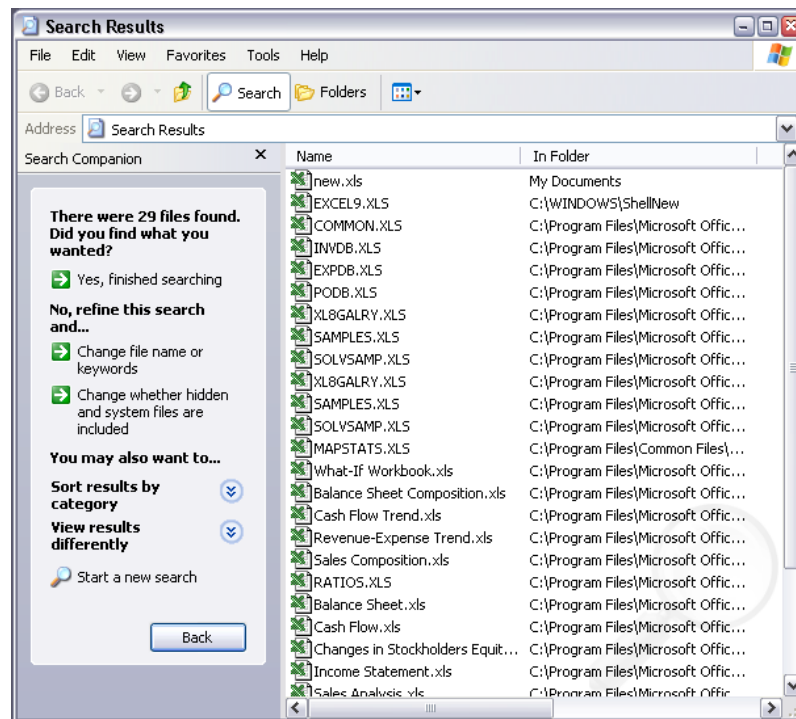 Search Results
File Edit View Favorites Tools Help
Back Search Folders
Address Search Results
Search Companion
Name In Folder
There were 29 files found.
Did you find what you
wanted?
Yes, finished searching
No, refine this search
and...
Change file name or
keywords
Change whether hidden
and system files are
included
You may also want to...
Sort results by
category
View results
differently
Start a new search
Back
new.xls My Documents
EXCEL9.XLS C:\WINDOWS\ShellNew
COMMON.XLS C:\Program Files\Microsoft Offic...
INVDB.XLS C:\Program Files\Microsoft Offic...
EXPDB.XLS C:\Program Files\Microsoft Offic...
PODB.XLS C:\Program Files\Microsoft Offic...
XL8GALRY.XLS C:\Program Files\Microsoft Offic...
SAMPLES.XLS C:\Program Files\Microsoft Offic...
SOLVSAMP.XLS C:\Program Files\Microsoft Offic...
XL8GALRY.XLS C:\Program Files\Microsoft Offic...
SAMPLES.XLS C:\Program Files\Microsoft Offic...
SOLVSAMP.XLS C:\Program Files\Microsoft Offic...
MAPSTATS.XLS C:\Program Files\Common Files\...
What-If Workbook.xls C:\Program Files\Microsoft Offic...
Balance Sheet Composition.xls C:\Program Files\Microsoft Offic...
Cash Flow Trend.xls C:\Program Files\Microsoft Offic...
Revenue-Expense Trend.xls C:\Program Files\Microsoft Offic...
Sales Composition.xls C:\Program Files\Microsoft Offic...
RATIOS.XLS C:\Program Files\Microsoft Offic...
Balance Sheet.xls C:\Program Files\Microsoft Offic...
Cash Flow.xls C:\Program Files\Microsoft Offic...
Changes in Stockholders Equit... C:\Program Files\Microsoft Offic...
Income Statement.xls C:\Program Files\Microsoft Offic...
Sales Analysis.xls C:\Program Files\Microsoft Offic...